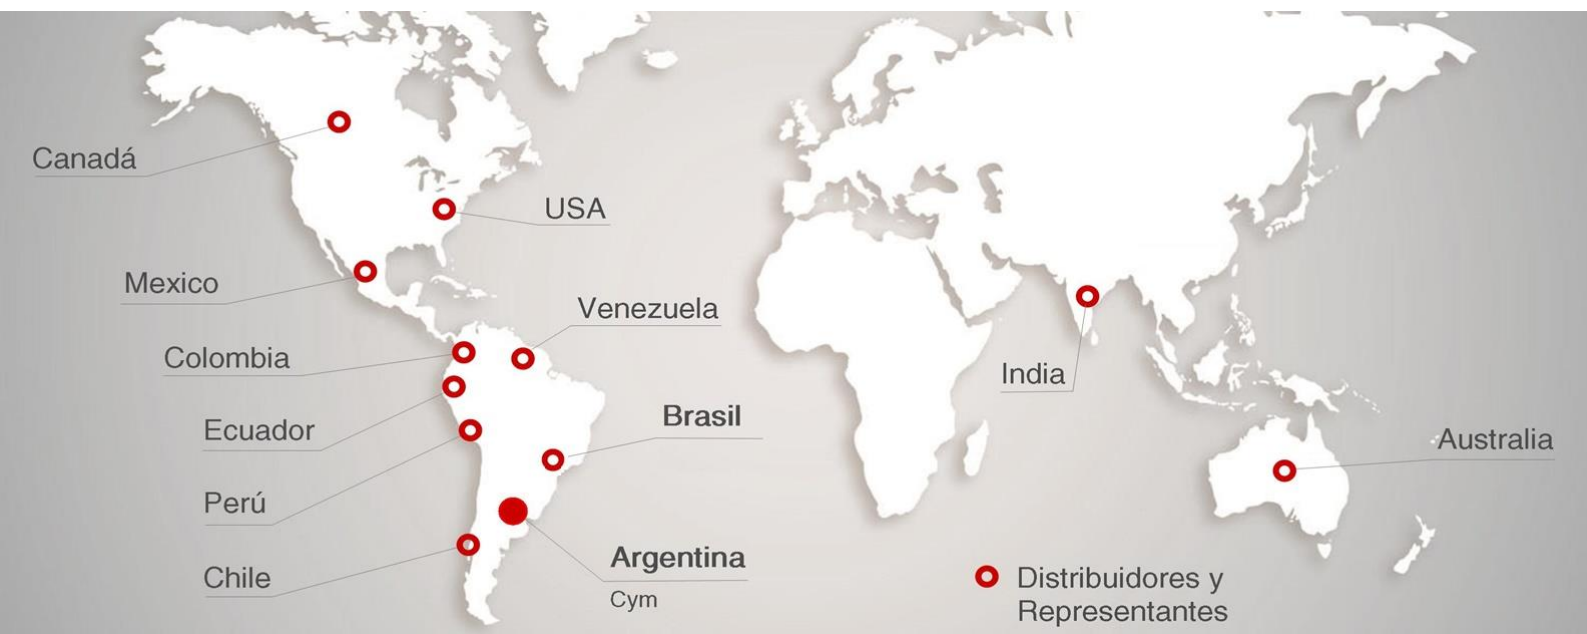 Canadá
USA
Mexico
Venezuela
Colombia
India
Brasil
Ecuador
Australia
Perú
Argentina
Cym
Chile
Distribuidores y
Representantes